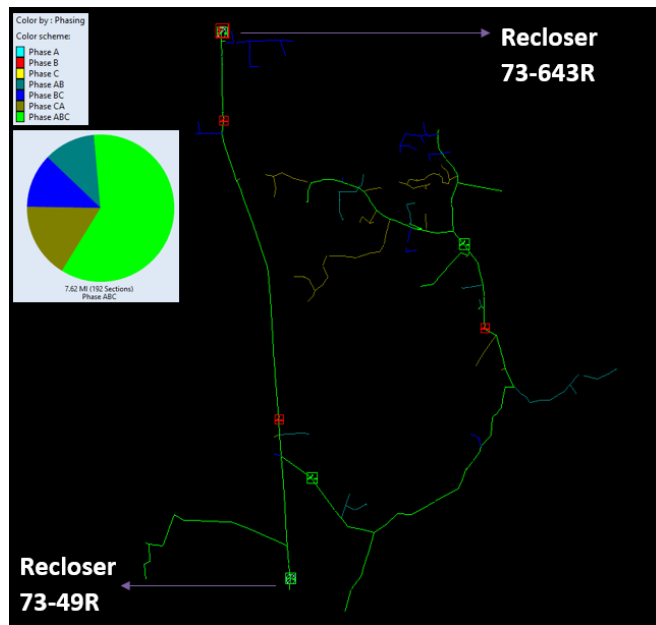 Color by : Phasing
Color scheme:
Phase A
Phase B
Phase C
Phase AB
Phase BC
Phase CA
Phase ABC
7.62 MI (192 Sections)
Phase ABC
Recloser
73-643R
Recloser
73-49R